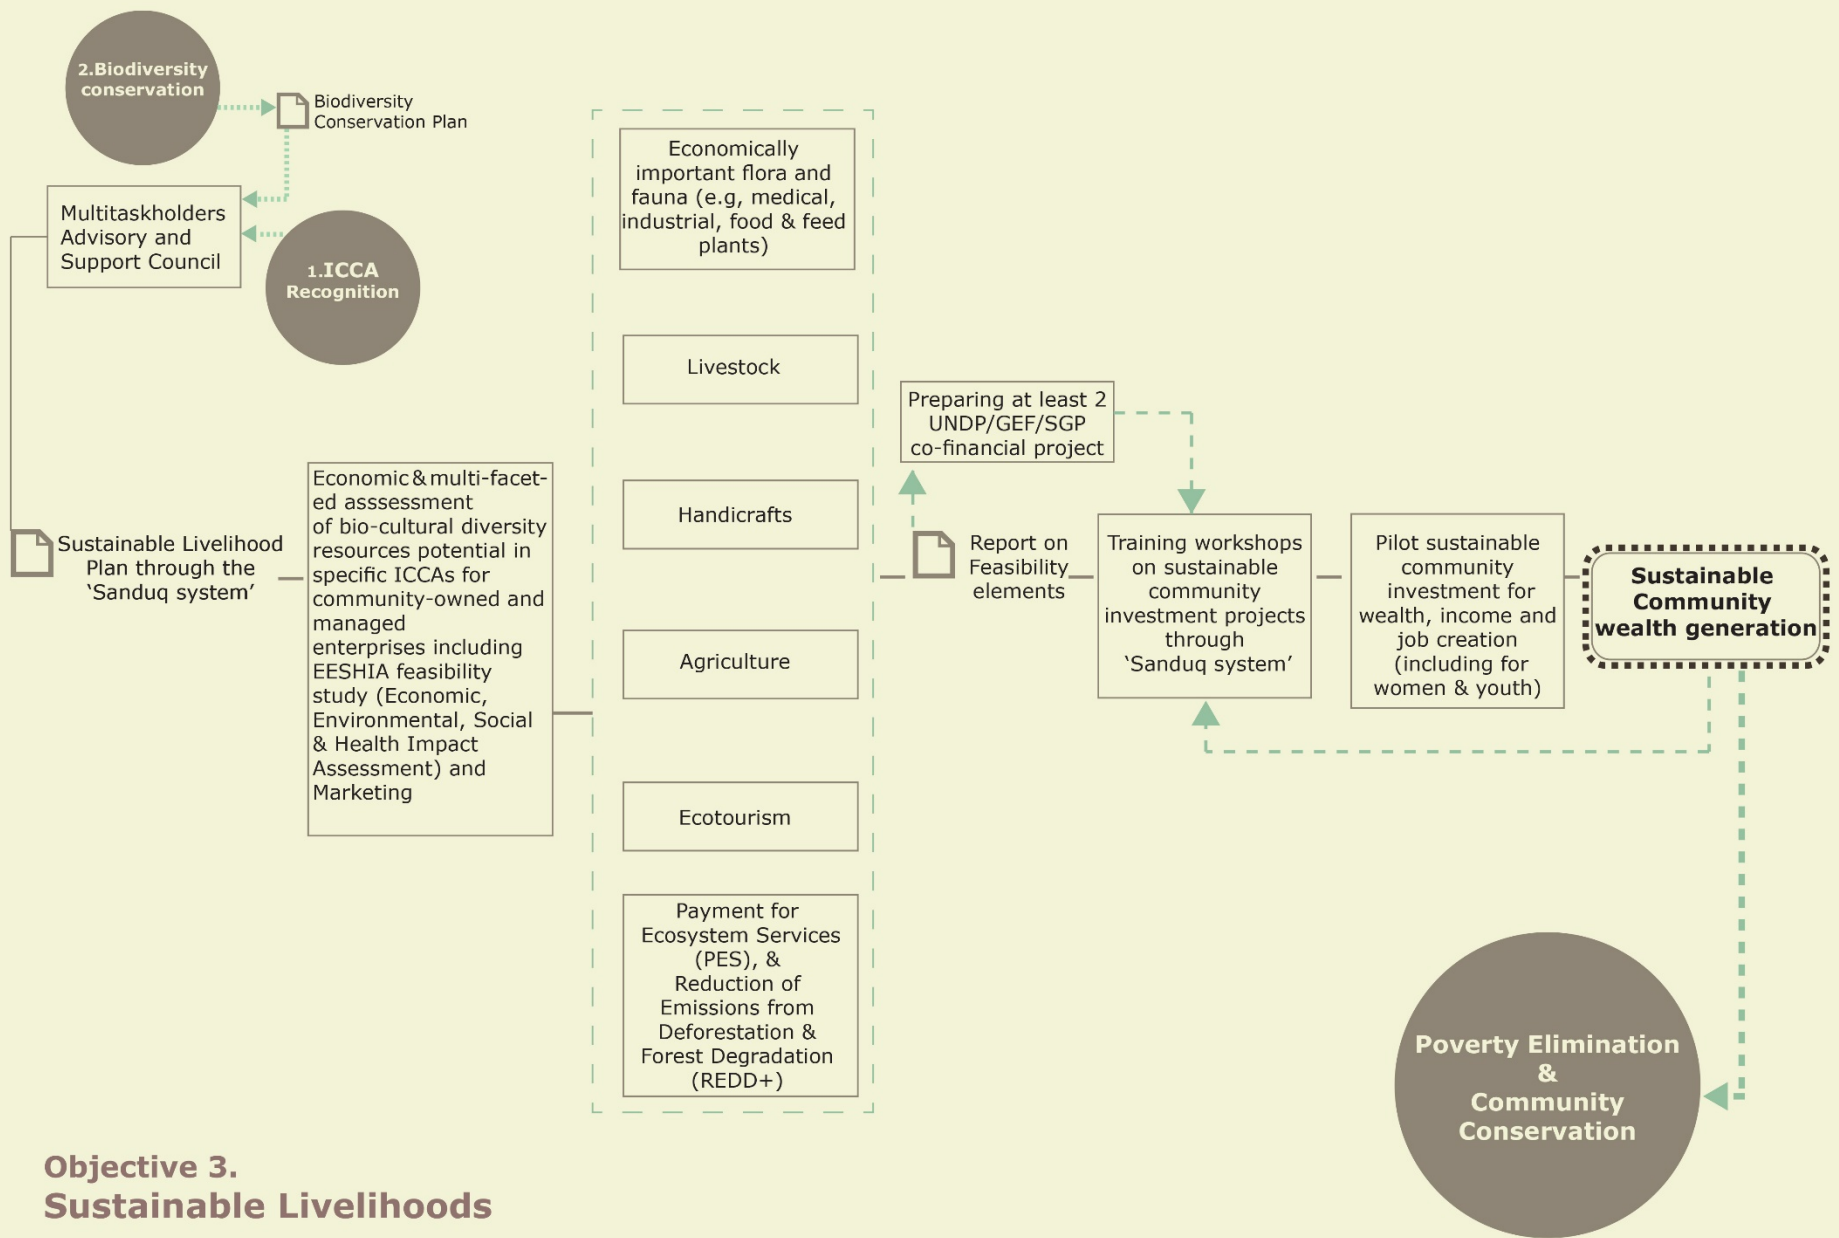 2.Biodiversity
conservation
Biodiversity
Conservation Plan
Multitaskholders
Advisory and
Support Council
1.ICCA
Recognition
Sustainable Livelihood
Plan through the
‘Sanduq system’
Economic & multi-facet-
ed asssessment
of bio-cultural diversity
resources potential in
specific ICCAs for
community-owned and
managed
enterprises including
EESHIA feasibility
study (Economic,
Environmental, Social
& Health Impact
Assessment) and
Marketing
Economically
important flora and
fauna (e.g, medical,
industrial, food & feed
plants)
Livestock
Handicrafts
Agriculture
Ecotourism
Payment for
Ecosystem Services
(PES), &
Reduction of
Emissions from
Deforestation &
Forest Degradation
(REDD+)
Preparing at least 2
UNDP/GEF/SGP
co-financial project
Report on
Feasibility
elements
Training workshops
on sustainable
community
investment projects
through
‘Sanduq system’
Pilot sustainable
community
investment for
wealth, income and
job creation
(including for
women & youth)
Sustainable
Community
wealth generation
Poverty Elimination
&
Community
Conservation
Objective 3.
Sustainable Livelihoods